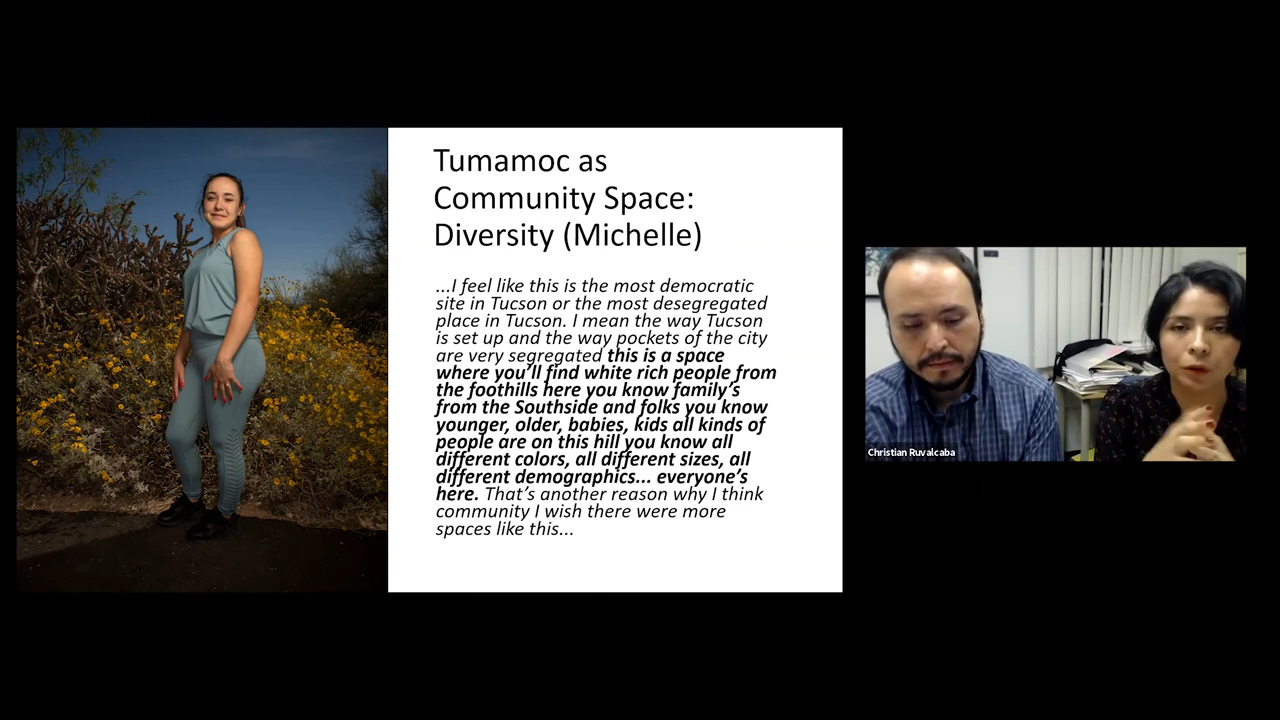 Tumamoc as
Community Space:
Diversity (Michelle)
...I feel like this is the most democratic
site in Tucson or the most desegregated
place in Tucson. I mean the way Tucson
is set up and the way pockets of the city
are very segregated this is a space
where you'll find white rich people from
the foothills here you know family's
from the Southside and folks you know
younger, older, babies, kids all kinds of
people are on this hill you know all
different colors, all different sizes, all
different demographics... everyone's
here. That's another reason why I think
community I wish there were more
spaces like this...
Christian Ruvalcaba